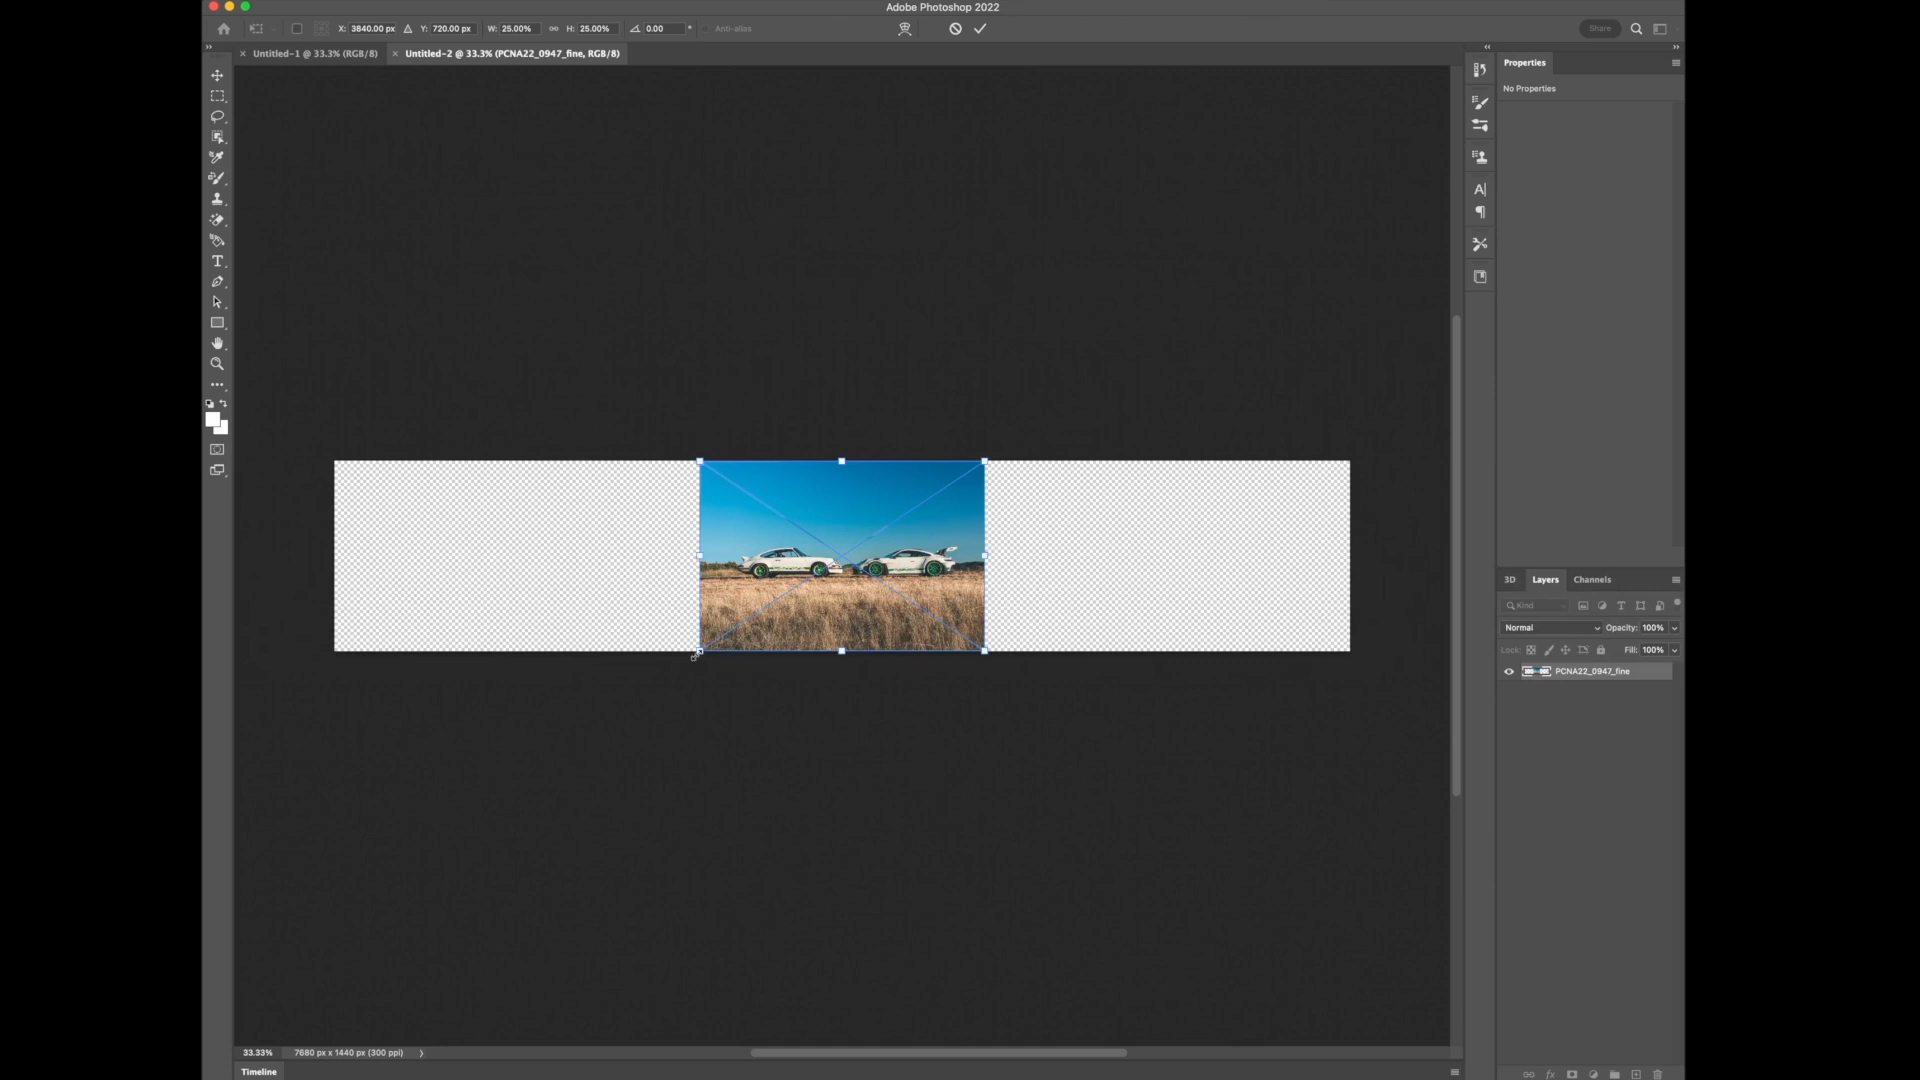 Adobe Photoshop 2022
X: 3840.00 px Y: 720.00 px W: 25.00% H: 25.00% 0.00 ° Anti-alias Share
Untitled-1 @ 33.3% (RGB/8) Untitled-2 @ 33.3% (PCNA22_0947_fine, RGB/8)
Properties
No Properties
3D Layers Channels
Kind
Normal Opacity: 100%
Lock: Fill: 100%
PCNA22_0947_fine
33.33% 7680 px x 1440 px (300 ppi)
Timeline